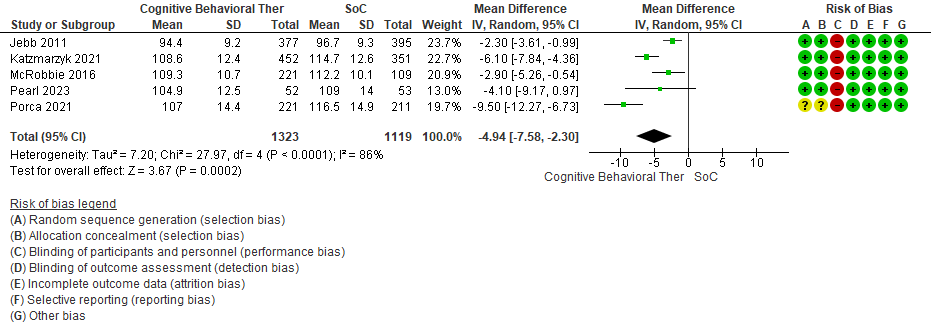 Cognitive Behavioral Ther SoC Mean Difference Mean Difference Risk of Bias
Study or Subgroup Mean SD Total Mean SD Total Weight IV, Random, 95% CI IV, Random, 95% CI A B C D E F G
Jebb 2011 94.4 9.2 377 96.7 9.3 395 23.7% -2.30 [-3.61, -0.99] + + - + + + +
Katzmarzyk 2021 108.6 12.4 452 114.7 12.6 351 22.7% -6.10 [-7.84, -4.36] + + - + + + +
McRobbie 2016 109.3 10.7 221 112.2 10.1 109 20.9% -2.90 [-5.26, -0.54] + + - + + + +
Pearl 2023 104.9 12.5 52 109 14 53 13.0% -4.10 [-9.17, 0.97] + + - + + + +
Porca 2021 107 14.4 221 116.5 14.9 211 19.7% -9.50 [-12.27, -6.73] ? ? - + + + +
Total (95% CI) 1323 1119 100.0% -4.94 [-7.58, -2.30]
Heterogeneity: Tau² = 7.20; Chi² = 27.97, df = 4 (P < 0.0001); I² = 86%
Test for overall effect: Z = 3.67 (P = 0.0002)
-10 -5 0 5 10
Cognitive Behavioral Ther SoC
Risk of bias legend
(A) Random sequence generation (selection bias)
(B) Allocation concealment (selection bias)
(C) Blinding of participants and personnel (performance bias)
(D) Blinding of outcome assessment (detection bias)
(E) Incomplete outcome data (attrition bias)
(F) Selective reporting (reporting bias)
(G) Other bias